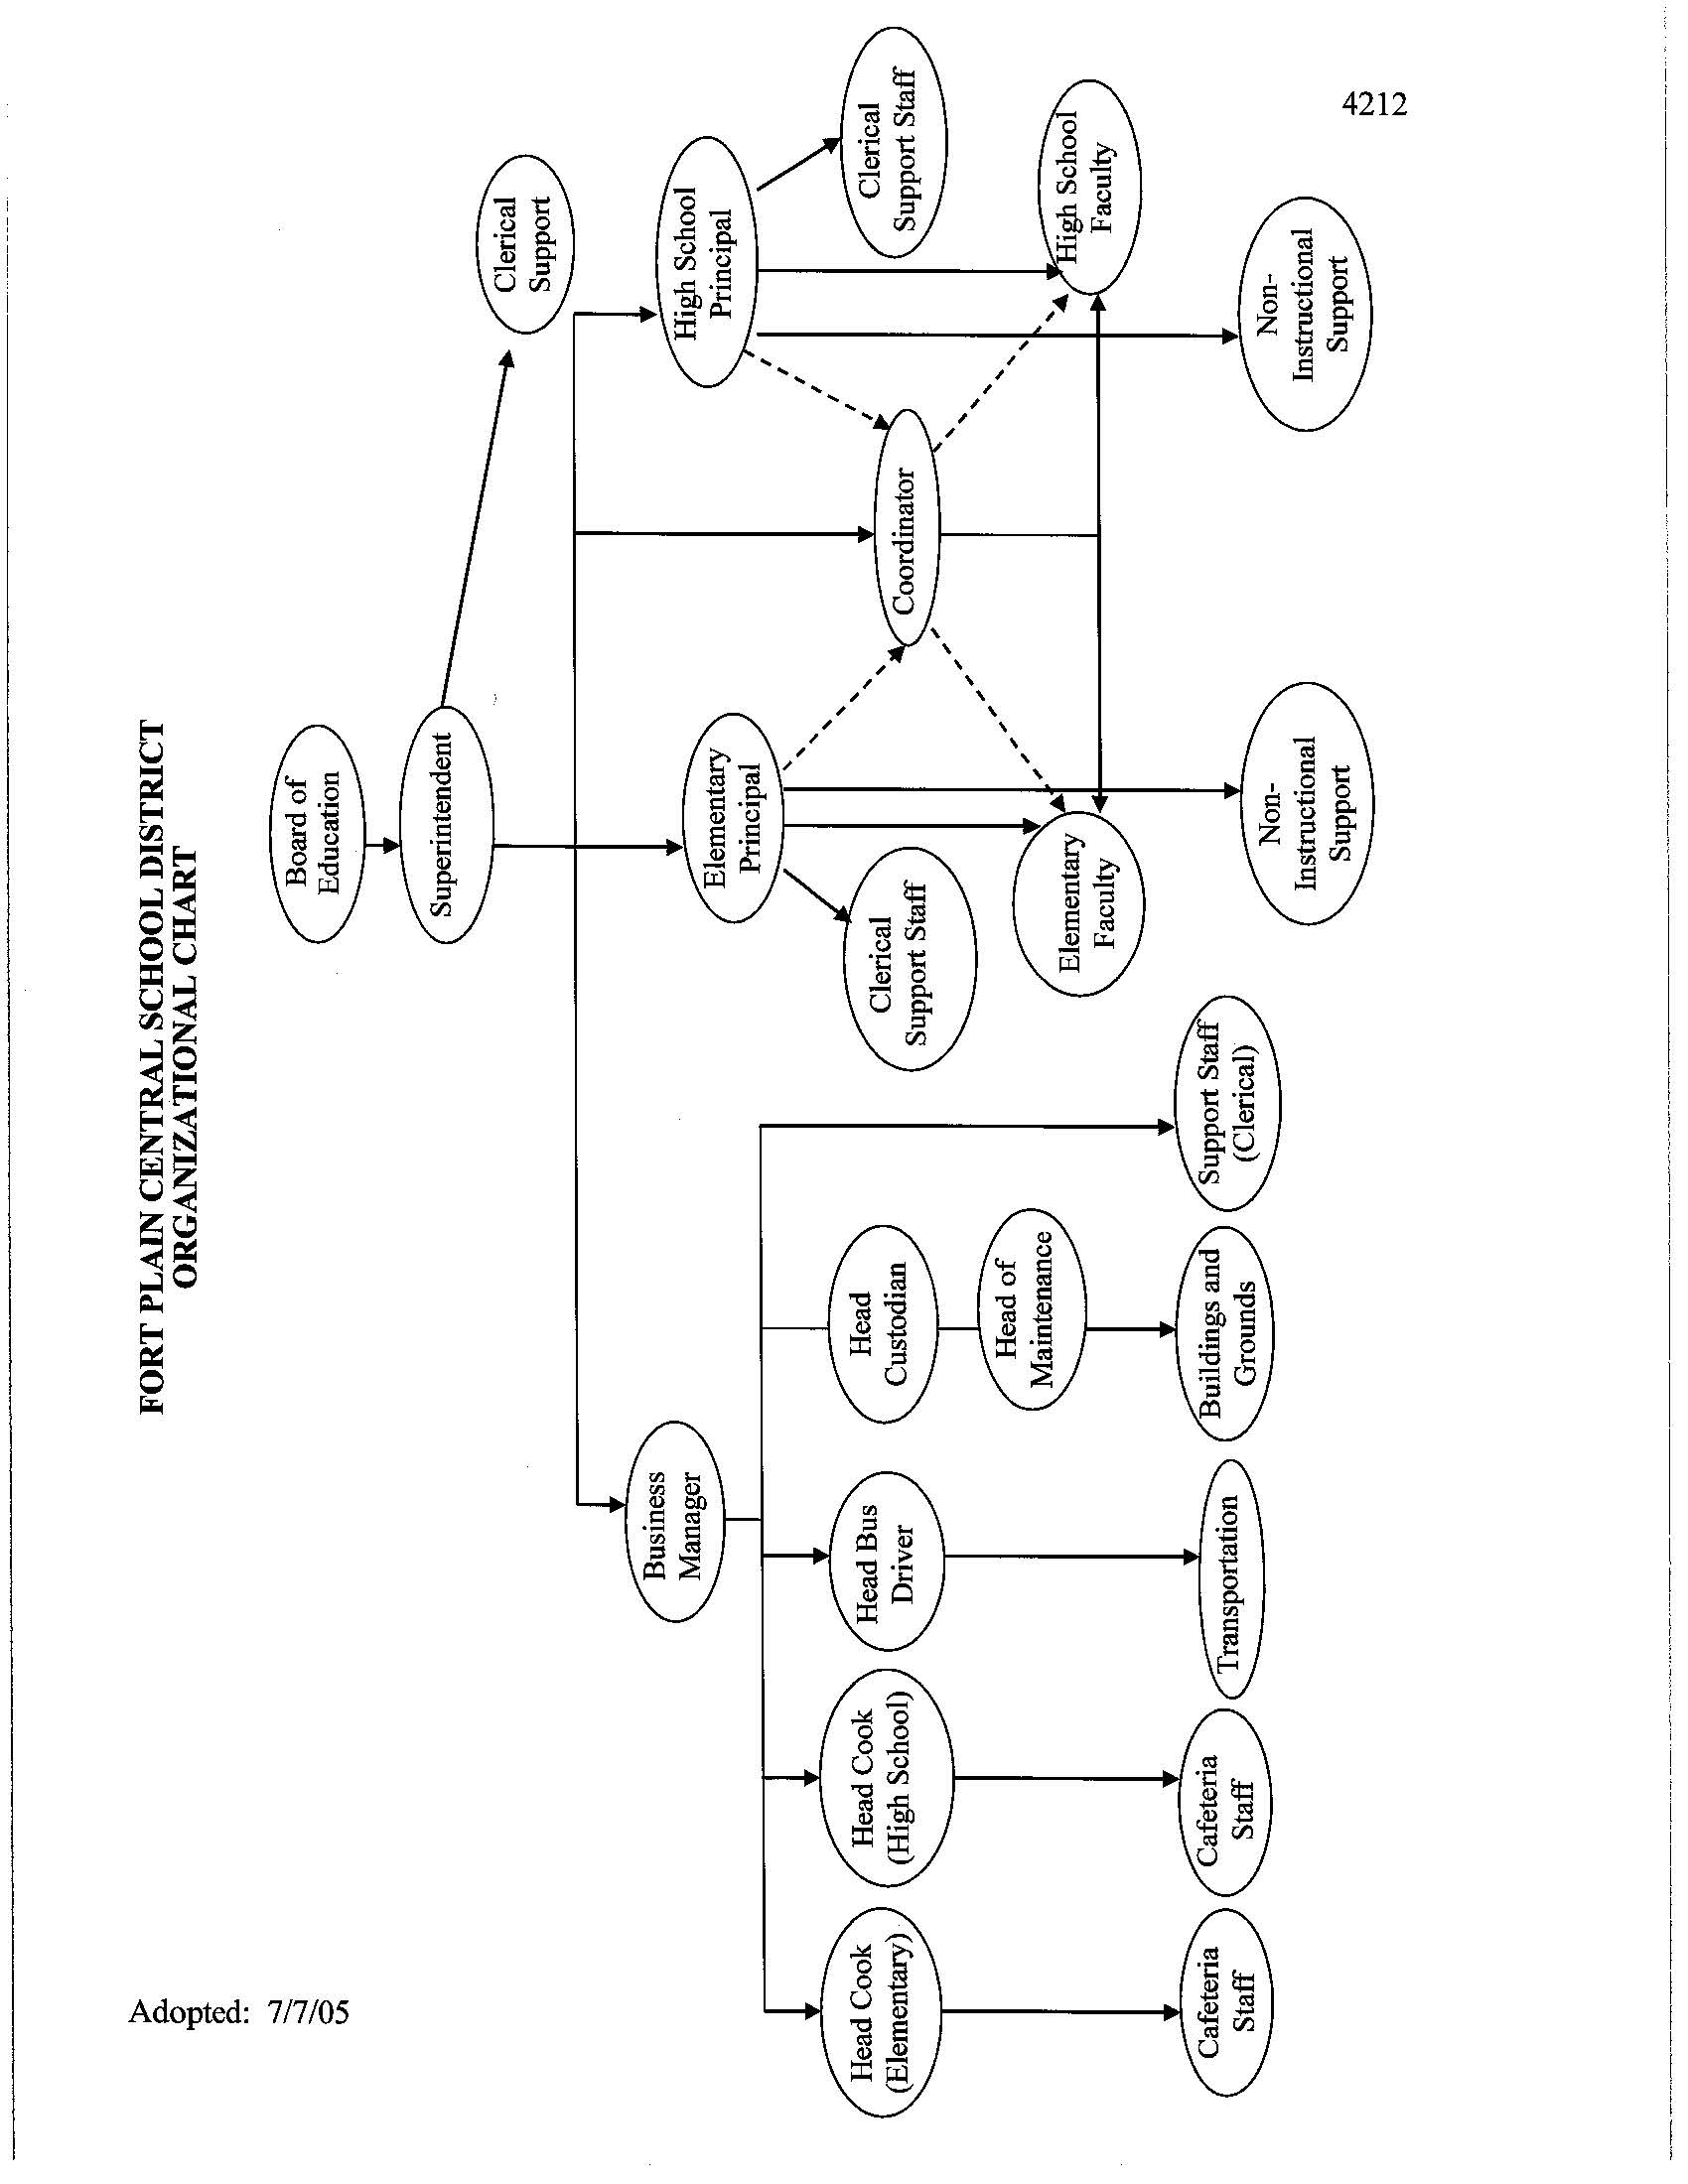 4212
FORT PLAIN CENTRAL SCHOOL DISTRICT
ORGANIZATIONAL CHART
Board of
Education
Superintendent
Clerical
Support
Business
Manager
Elementary
Principal
High School
Principal
Head Cook
(Elementary)
Head Cook
(High School)
Head Bus
Driver
Head
Custodian
Clerical
Support Staff
Coordinator
Clerical
Support Staff
Head of
Maintenance
Elementary
Faculty
High School
Faculty
Cafeteria
Staff
Cafeteria
Staff
Transportation
Buildings and
Grounds
Support Staff
(Clerical)
Non-
Instructional
Support
Non-
Instructional
Support
Adopted: 7/7/05